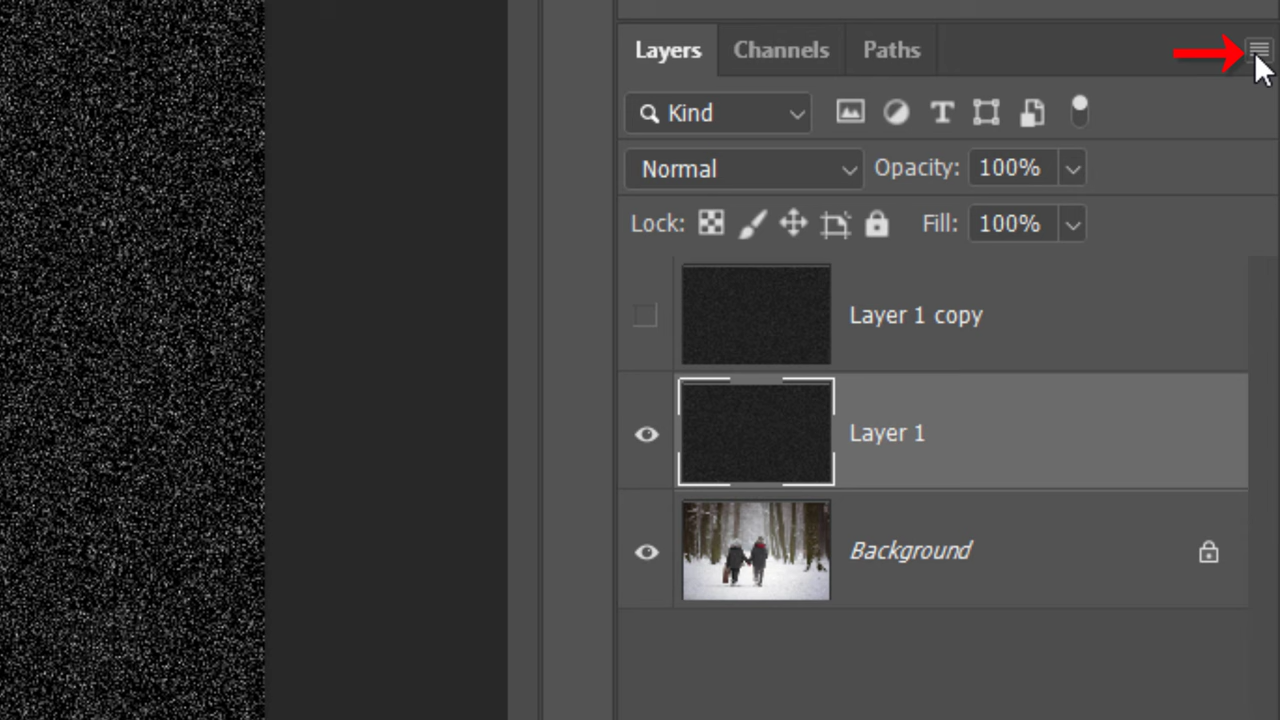 Layers Channels Paths
Kind
Normal Opacity: 100%
Lock: Fill: 100%
Layer 1 copy
Layer 1
Background